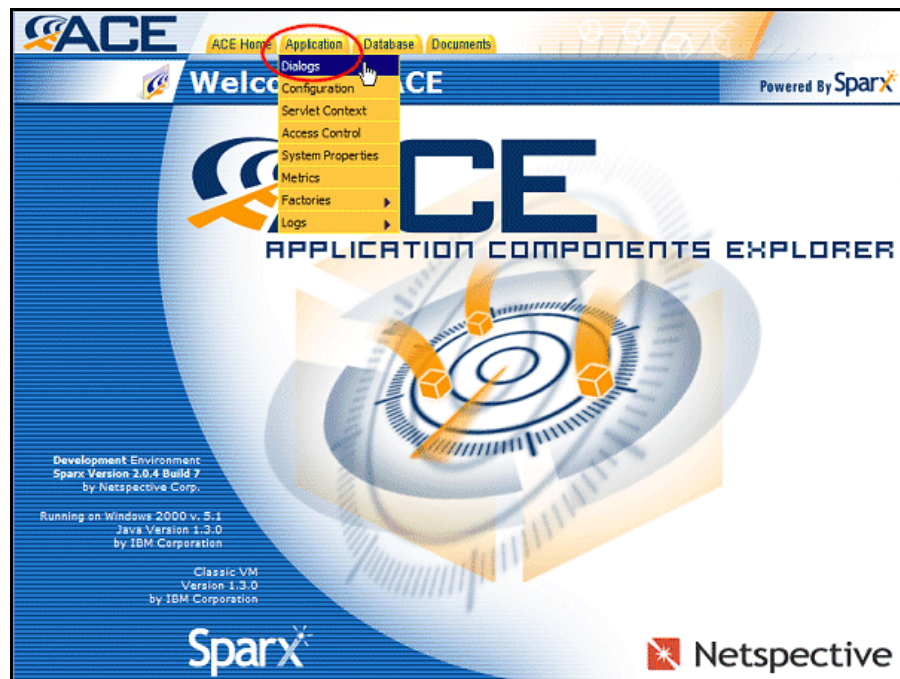 ACE
ACE Home Application Database Documents
Welco ACE
Powered By Sparx
Dialogs
Configuration
Servlet Context
Access Control
System Properties
Metrics
Factories
Logs
ACE
APPLICATION COMPONENTS EXPLORER
Development Environment
Sparx Version 2.0.4 Build 7
by Netspective Corp.
Running on Windows 2000 v. 5.1
Java Version 1.3.0
by IBM Corporation
Classic VM
Version 1.3.0
by IBM Corporation
Sparx
Netspective